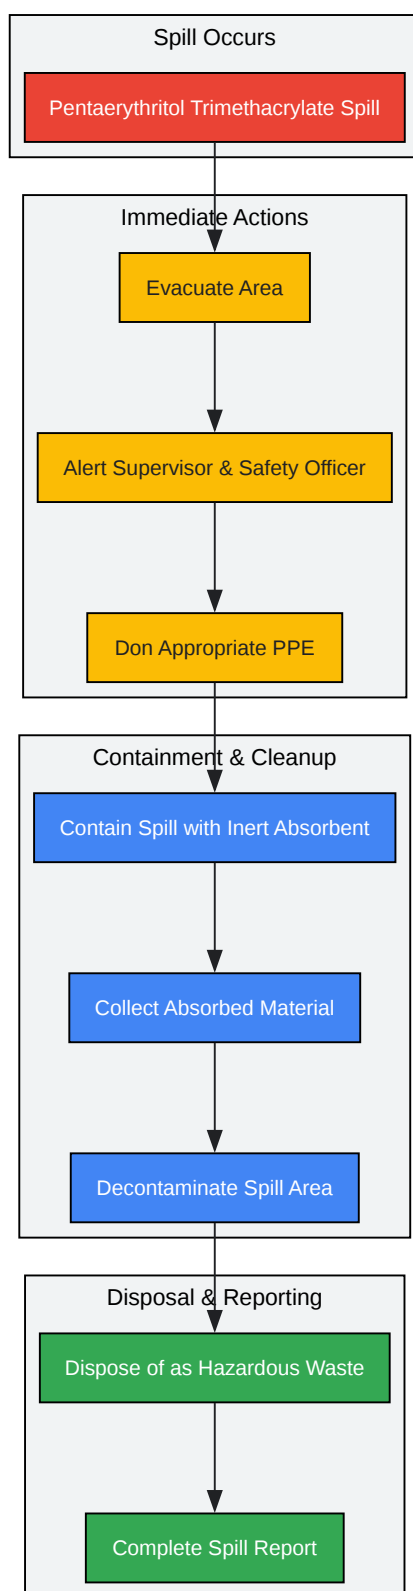 Spill Occurs
Pentaerythritol Trimethacrylate Spill
Immediate Actions
Evacuate Area
Alert Supervisor & Safety Officer
Don Appropriate PPE
Containment & Cleanup
Contain Spill with Inert Absorbent
Collect Absorbed Material
Decontaminate Spill Area
Disposal & Reporting
Dispose of as Hazardous Waste
Complete Spill Report